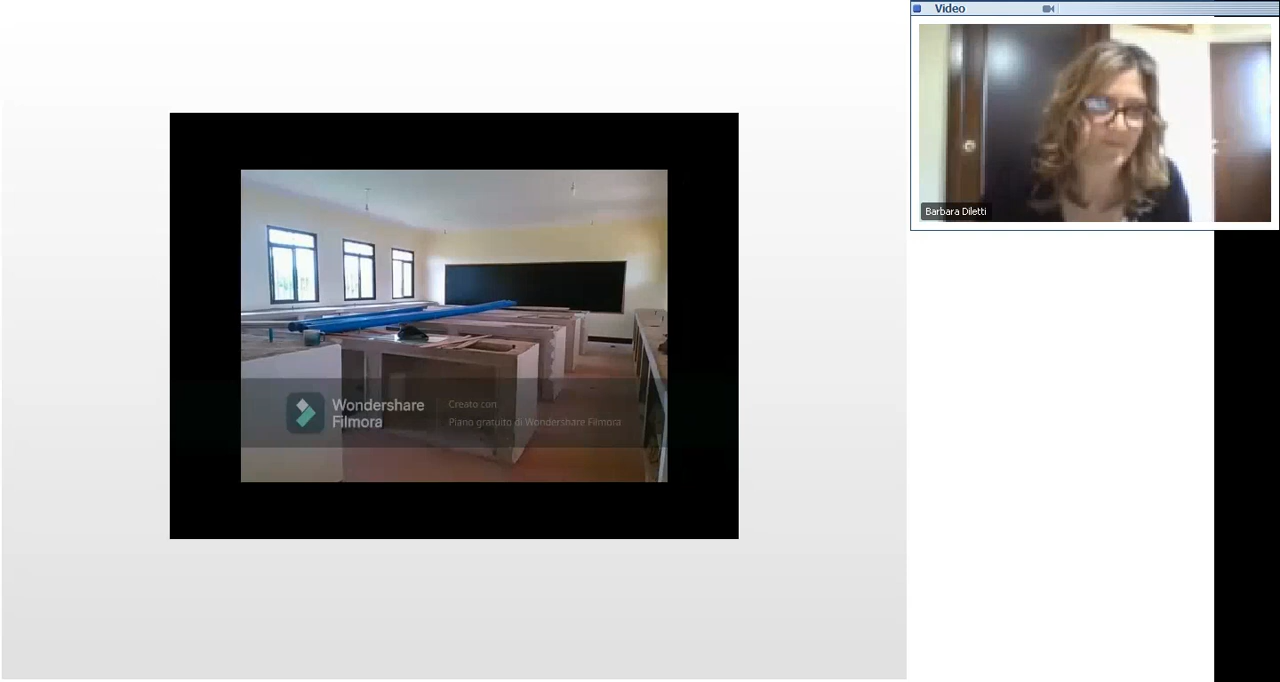 Video
Barbara Diletti
Wondershare
Filmora
Creato con
Piano gratuito di Wondershare Filmora